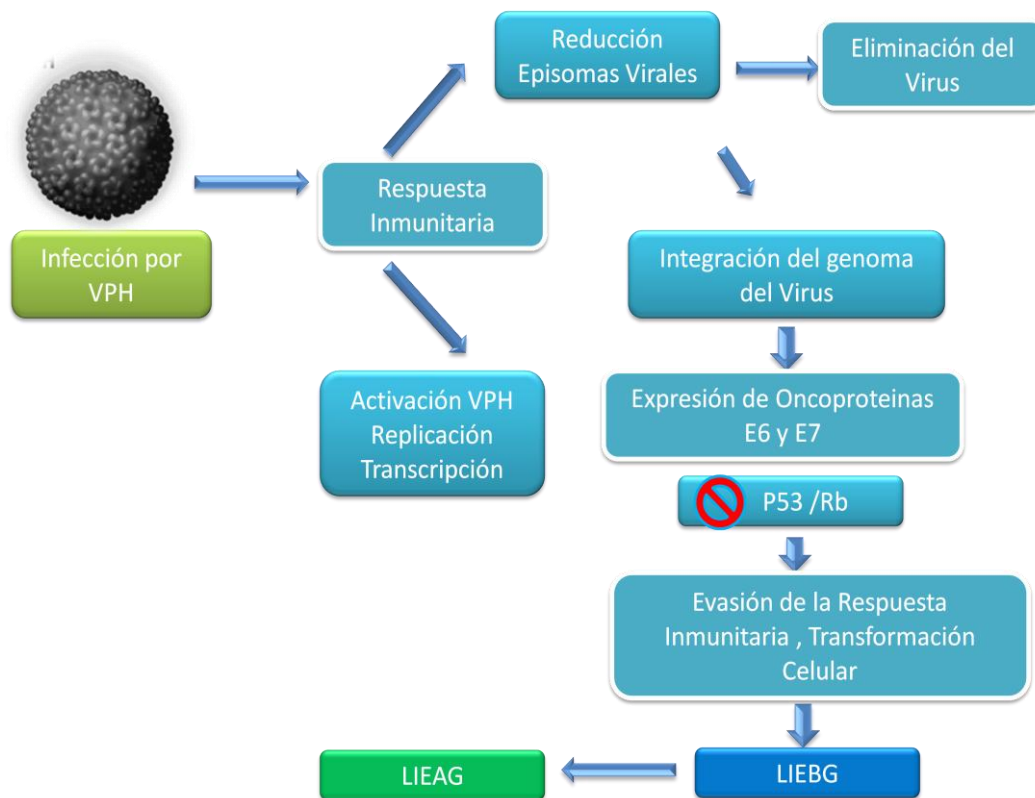 Reducción
Episomas Virales
Eliminación del
Virus
Respuesta
Inmunitaria
Infección por
VPH
Integración del genoma
del Virus
Activación VPH
Replicación
Transcripción
Expresión de Oncoproteinas
E6 y E7
P53 /Rb
Evasión de la Respuesta
Inmunitaria , Transformación
Celular
LIEAG
LIEBG